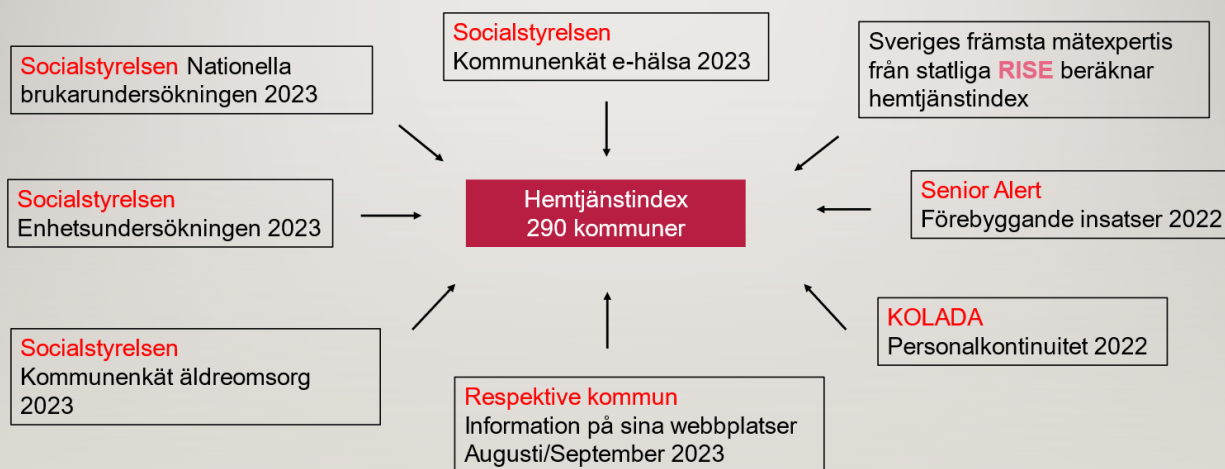 Socialstyrelsen
Kommunenkät e-hälsa 2023
Sveriges främsta mätexpertis
från statliga RISE beräknar
hemtjänstindex
Socialstyrelsen Nationella
brukarundersökningen 2023
Socialstyrelsen
Enhetsundersökningen 2023
Hemtjänstindex
290 kommuner
Senior Alert
Förebyggande insatser 2022
Socialstyrelsen
Kommunenkät äldreomsorg
2023
Respektive kommun
Information på sina webbplatser
Augusti/September 2023
KOLADA
Personalkontinuitet 2022